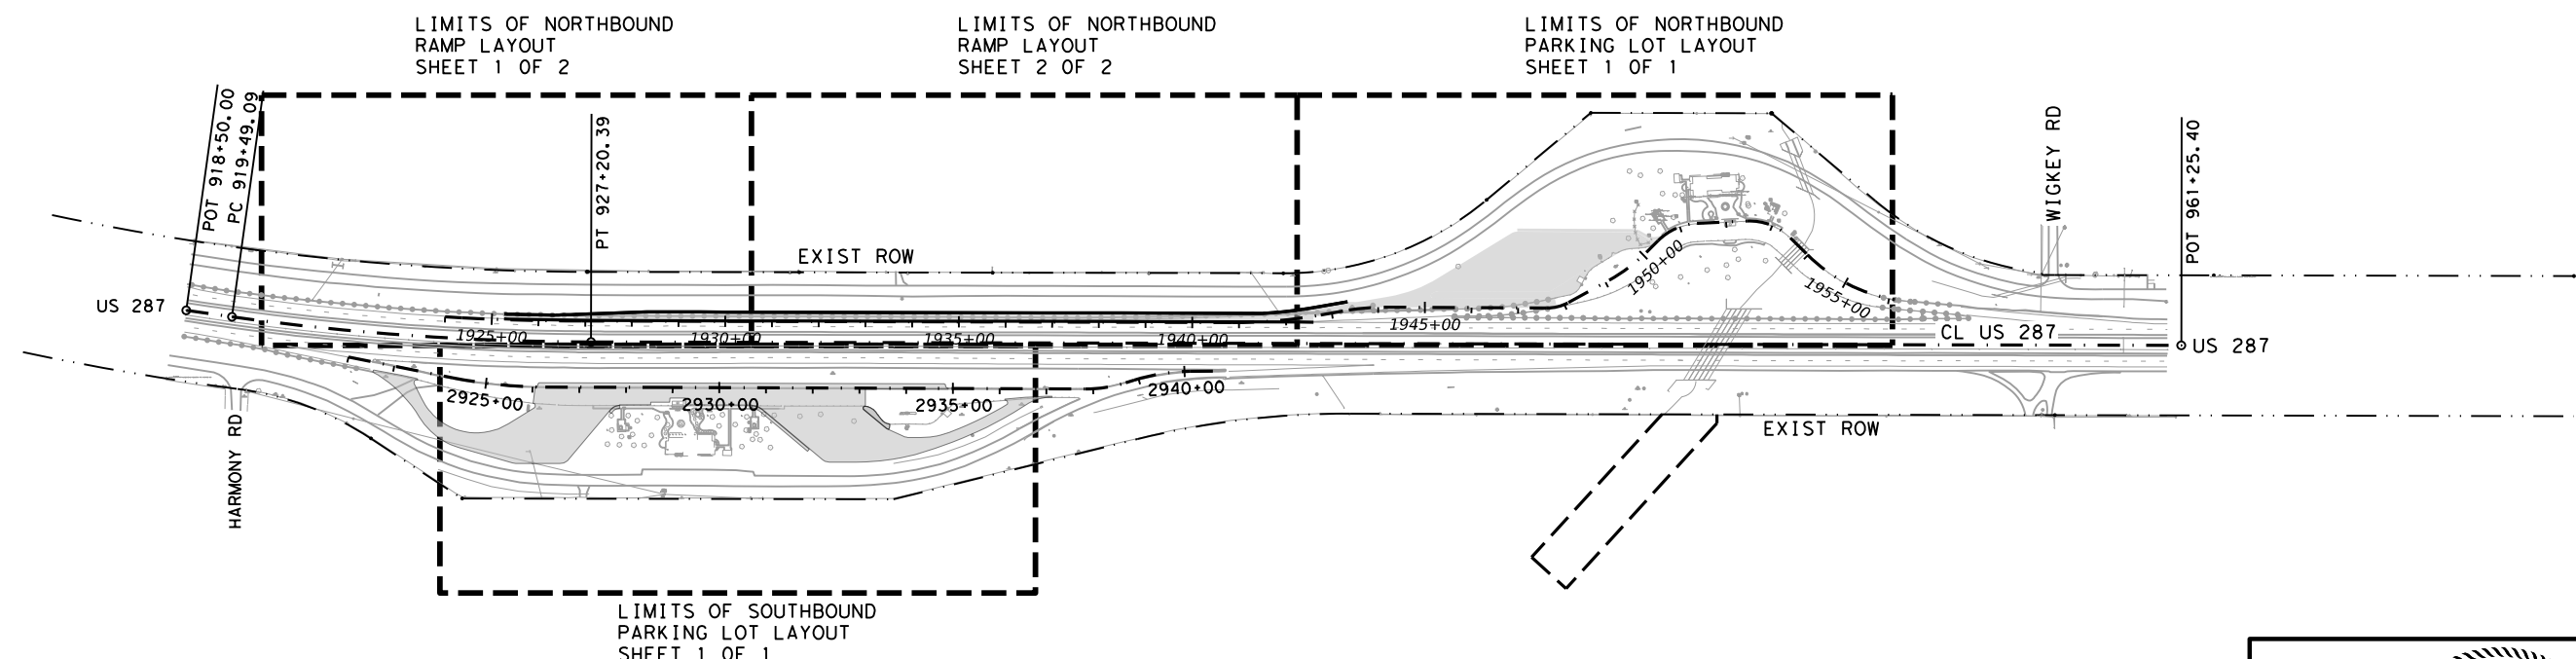 LIMITS OF NORTHBOUND
RAMP LAYOUT
SHEET 1 OF 2
LIMITS OF NORTHBOUND
RAMP LAYOUT
SHEET 2 OF 2
LIMITS OF NORTHBOUND
PARKING LOT LAYOUT
SHEET 1 OF 1
POT 918+50.00
PC 919+49.09
PT 927+20.39
WIGKEY RD
POT 961+25.40
EXIST ROW
US 287
1925+00
1930+00
1935+00
1940+00
1945+00
1950+00
1955+00
CL US 287
US 287
2925+00
2930+00
2935+00
2940+00
HARMONY RD
EXIST ROW
LIMITS OF SOUTHBOUND
PARKING LOT LAYOUT
SHEET 1 OF 1